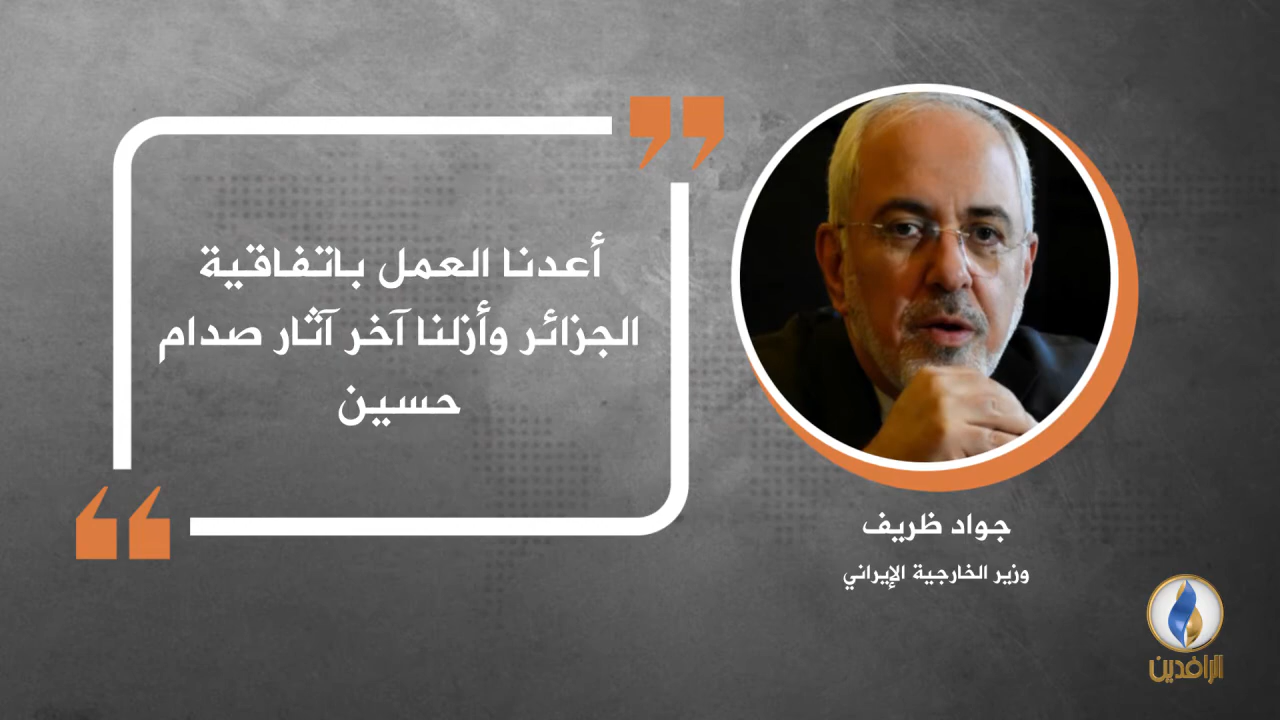 أعدنا العمل باتفاقية
الجزائر وأزلنا آخر آثار صدام
حسين
جواد ظريف
وزير الخارجية الإيراني
الرافدين